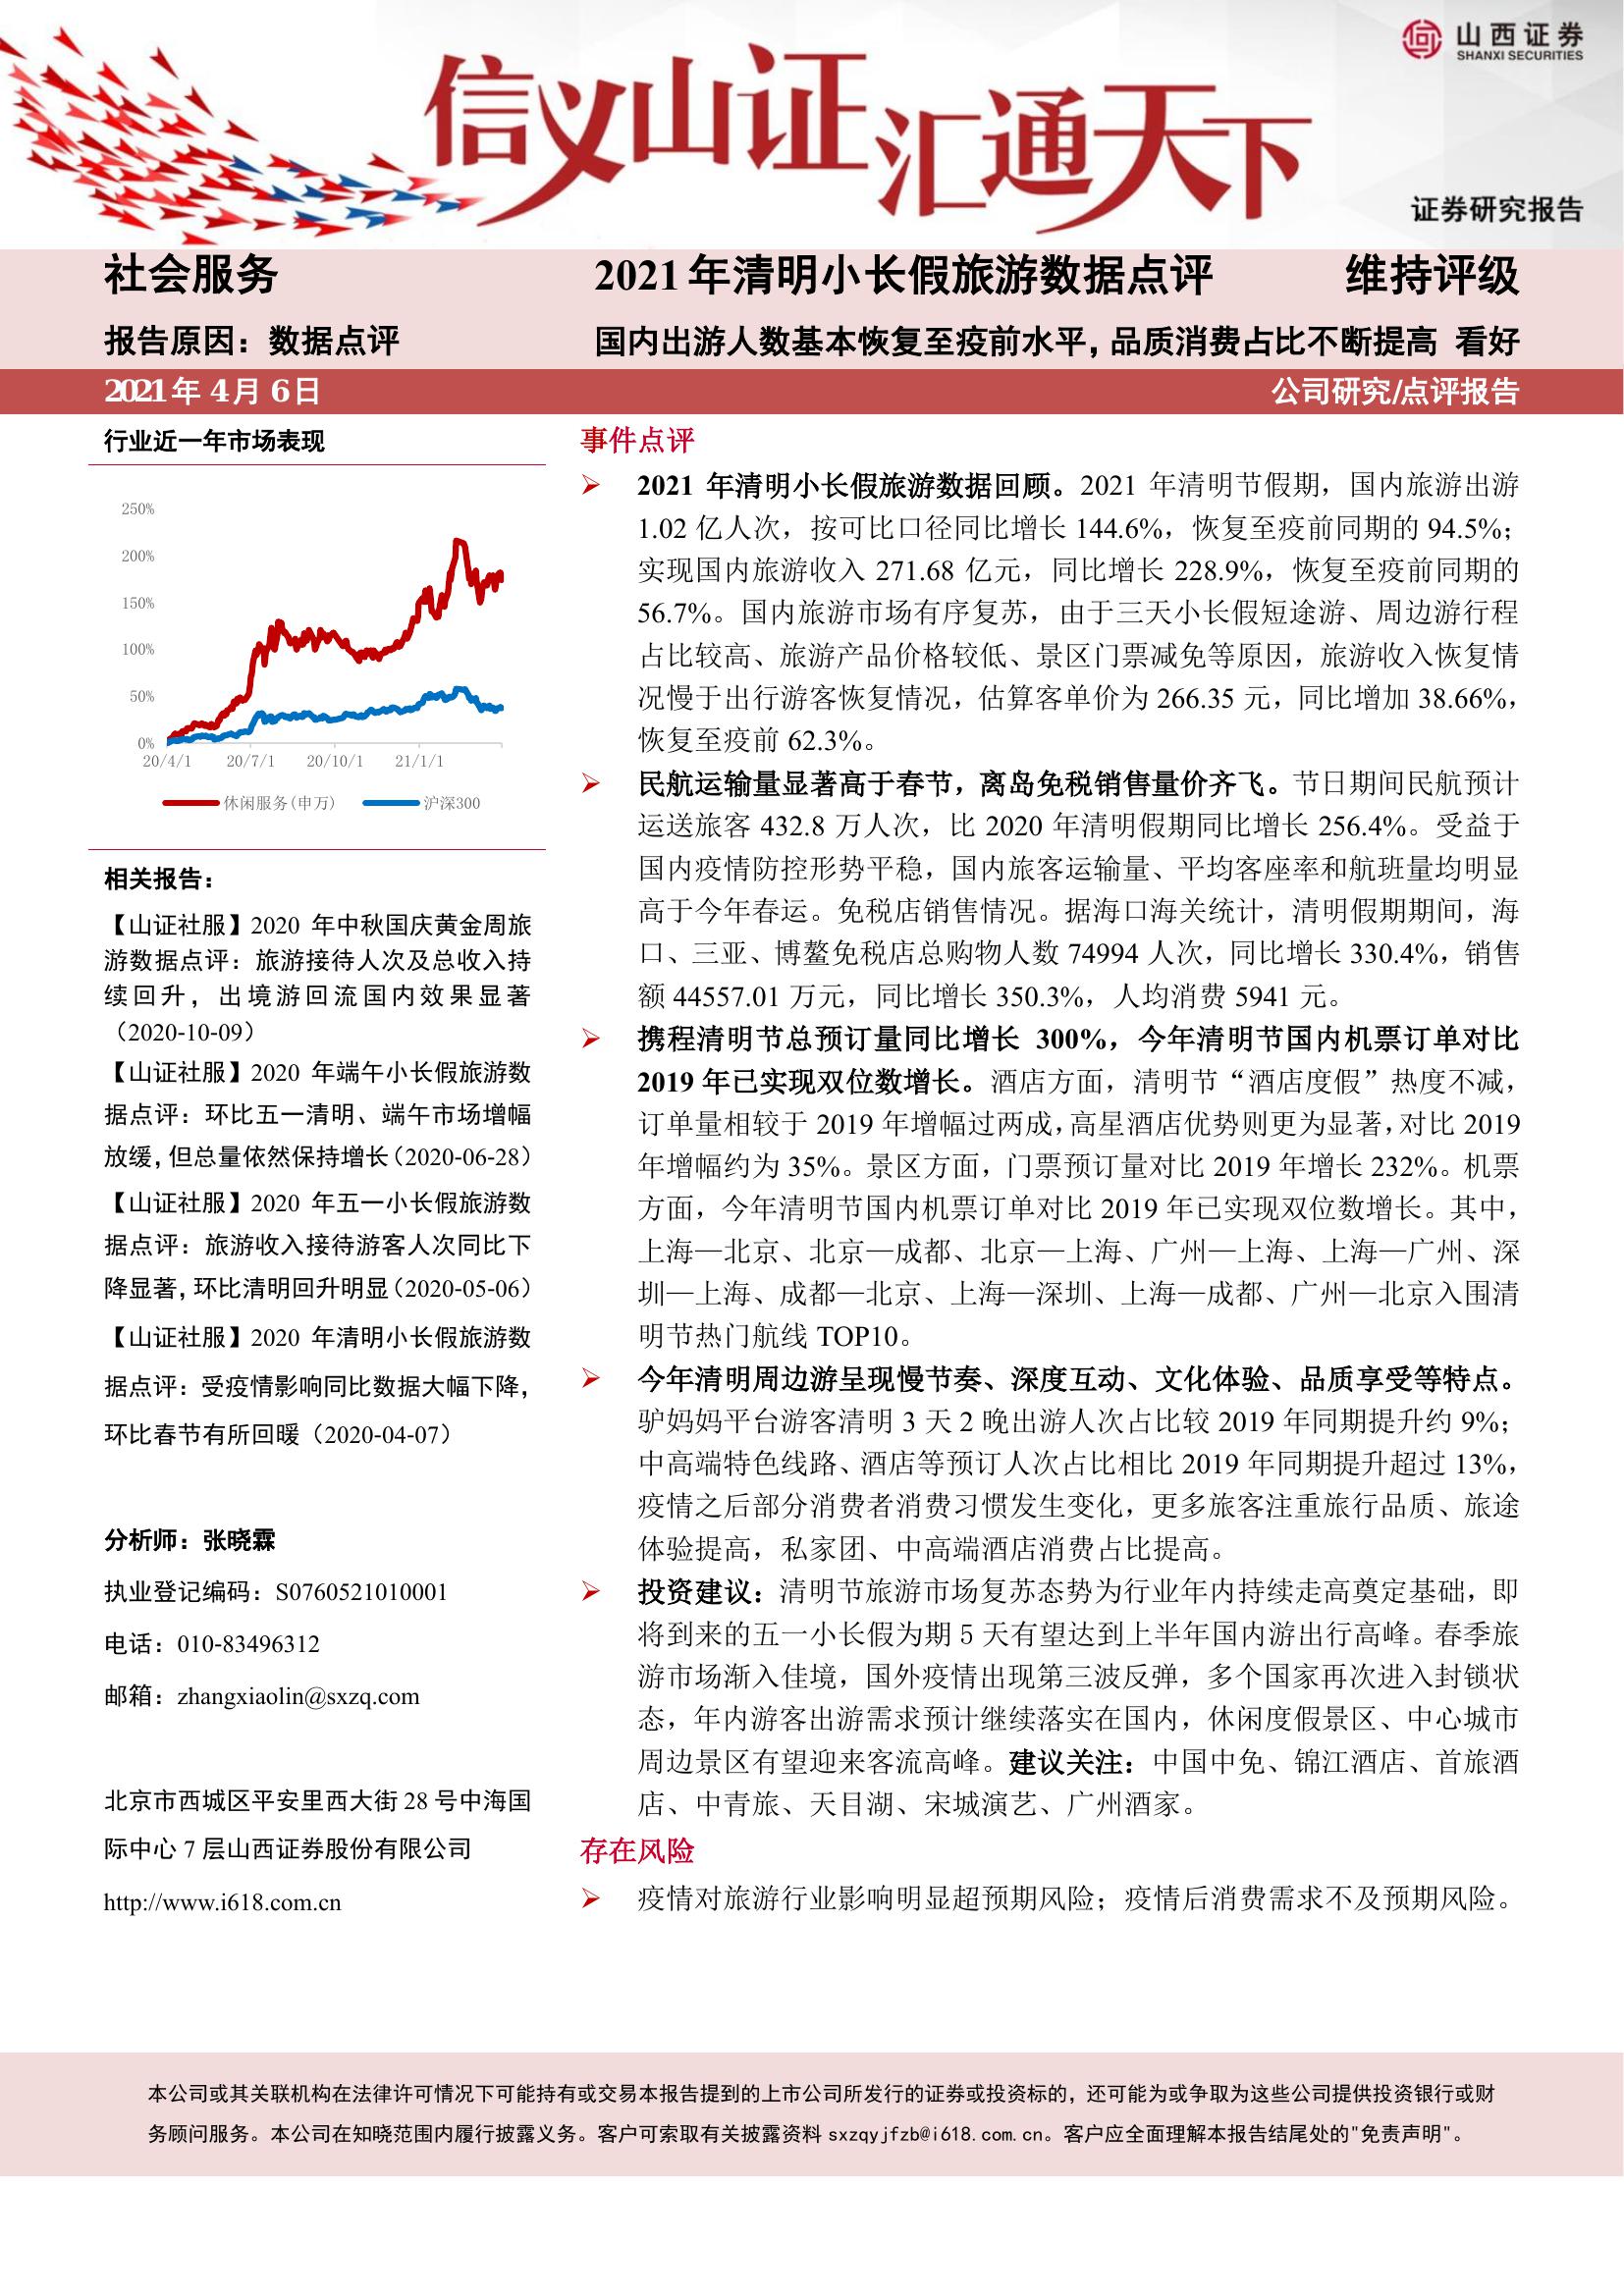 山西证券
SHANXI SECURITIES
信义山证汇通天下
证券研究报告
社会服务
2021 年清明小长假旅游数据点评
维持评级
报告原因：数据点评
国内出游人数基本恢复至疫前水平，品质消费占比不断提高 看好
2021 年 4 月 6 日
公司研究/点评报告
行业近一年市场表现
250%
200%
150%
100%
50%
0%
20/4/1 20/7/1 20/10/1 21/1/1
休闲服务(申万) 沪深300
相关报告：
【山证社服】2020 年中秋国庆黄金周旅
游数据点评：旅游接待人次及总收入持
续回升，出境游回流国内效果显著
（2020-10-09）
【山证社服】2020 年端午小长假旅游数
据点评：环比五一清明、端午市场增幅
放缓，但总量依然保持增长（2020-06-28）
【山证社服】2020 年五一小长假旅游数
据点评：旅游收入接待游客人次同比下
降显著，环比清明回升明显（2020-05-06）
【山证社服】2020 年清明小长假旅游数
据点评：受疫情影响同比数据大幅下降，
环比春节有所回暖（2020-04-07）
分析师：张晓霖
执业登记编码：S0760521010001
电话：010-83496312
邮箱：zhangxiaolin@sxzq.com
北京市西城区平安里西大街 28 号中海国
际中心 7 层山西证券股份有限公司
http://www.i618.com.cn
事件点评
2021 年清明小长假旅游数据回顾。2021 年清明节假期，国内旅游出游
1.02 亿人次，按可比口径同比增长 144.6%，恢复至疫前同期的 94.5%；
实现国内旅游收入 271.68 亿元，同比增长 228.9%，恢复至疫前同期的
56.7%。国内旅游市场有序复苏，由于三天小长假短途游、周边游行程
占比较高、旅游产品价格较低、景区门票减免等原因，旅游收入恢复情
况慢于出行游客恢复情况，估算客单价为 266.35 元，同比增加 38.66%，
恢复至疫前 62.3%。
民航运输量显著高于春节，离岛免税销售量价齐飞。节日期间民航预计
运送旅客 432.8 万人次，比 2020 年清明假期同比增长 256.4%。受益于
国内疫情防控形势平稳，国内旅客运输量、平均客座率和航班量均明显
高于今年春运。免税店销售情况。据海口海关统计，清明假期期间，海
口、三亚、博鳌免税店总购物人数 74994 人次，同比增长 330.4%，销售
额 44557.01 万元，同比增长 350.3%，人均消费 5941 元。
携程清明节总预订量同比增长 300%，今年清明节国内机票订单对比
2019 年已实现双位数增长。酒店方面，清明节“酒店度假”热度不减，
订单量相较于 2019 年增幅过两成，高星酒店优势则更为显著，对比 2019
年增幅约为 35%。景区方面，门票预订量对比 2019 年增长 232%。机票
方面，今年清明节国内机票订单对比 2019 年已实现双位数增长。其中，
上海—北京、北京—成都、北京—上海、广州—上海、上海—广州、深
圳—上海、成都—北京、上海—深圳、上海—成都、广州—北京入围清
明节热门航线 TOP10。
今年清明周边游呈现慢节奏、深度互动、文化体验、品质享受等特点。
驴妈妈平台游客清明 3 天 2 晚出游人次占比较 2019 年同期提升约 9%；
中高端特色线路、酒店等预订人次占比相比 2019 年同期提升超过 13%，
疫情之后部分消费者消费习惯发生变化，更多旅客注重旅行品质、旅途
体验提高，私家团、中高端酒店消费占比提高。
投资建议：清明节旅游市场复苏态势为行业年内持续走高奠定基础，即
将到来的五一小长假为期 5 天有望达到上半年国内游出行高峰。春季旅
游市场渐入佳境，国外疫情出现第三波反弹，多个国家再次进入封锁状
态，年内游客出游需求预计继续落实在国内，休闲度假景区、中心城市
周边景区有望迎来客流高峰。建议关注：中国中免、锦江酒店、首旅酒
店、中青旅、天目湖、宋城演艺、广州酒家。
存在风险
疫情对旅游行业影响明显超预期风险；疫情后消费需求不及预期风险。
本公司或其关联机构在法律许可情况下可能持有或交易本报告提到的上市公司所发行的证券或投资标的，还可能为或争取为这些公司提供投资银行或财
务顾问服务。本公司在知晓范围内履行披露义务。客户可索取有关披露资料 sxzqyjfzb@i618.com.cn。客户应全面理解本报告结尾处的"免责声明"。